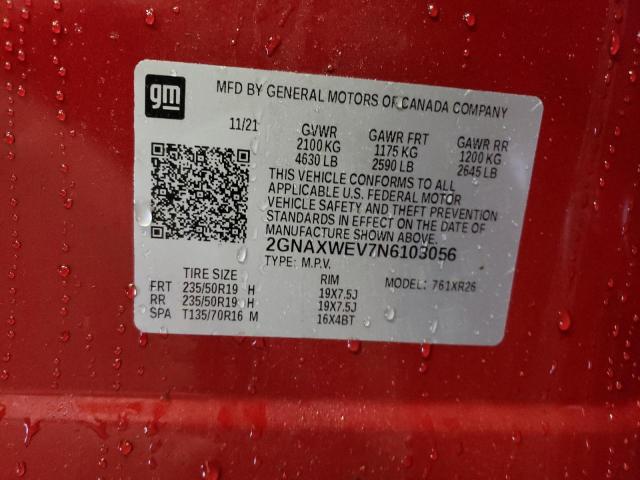 gm
MFD BY GENERAL MOTORS OF CANADA COMPANY
11/21 GVWR GAWR FRT GAWR RR
2100 KG 1175 KG 1200 KG
4630 LB 2590 LB 2645 LB
THIS VEHICLE CONFORMS TO ALL
APPLICABLE U.S. FEDERAL MOTOR
VEHICLE SAFETY AND THEFT PREVENTION
STANDARDS IN EFFECT ON THE DATE OF
MANUFACTURE SHOWN ABOVE.
2GNAXWEV7N6103056
TYPE: M.P.V. MODEL: 761XR26
TIRE SIZE RIM
FRT 235/50R19 H 19X7.5J
RR 235/50R19 H 19X7.5J
SPA T135/70R16 M 16X4BT